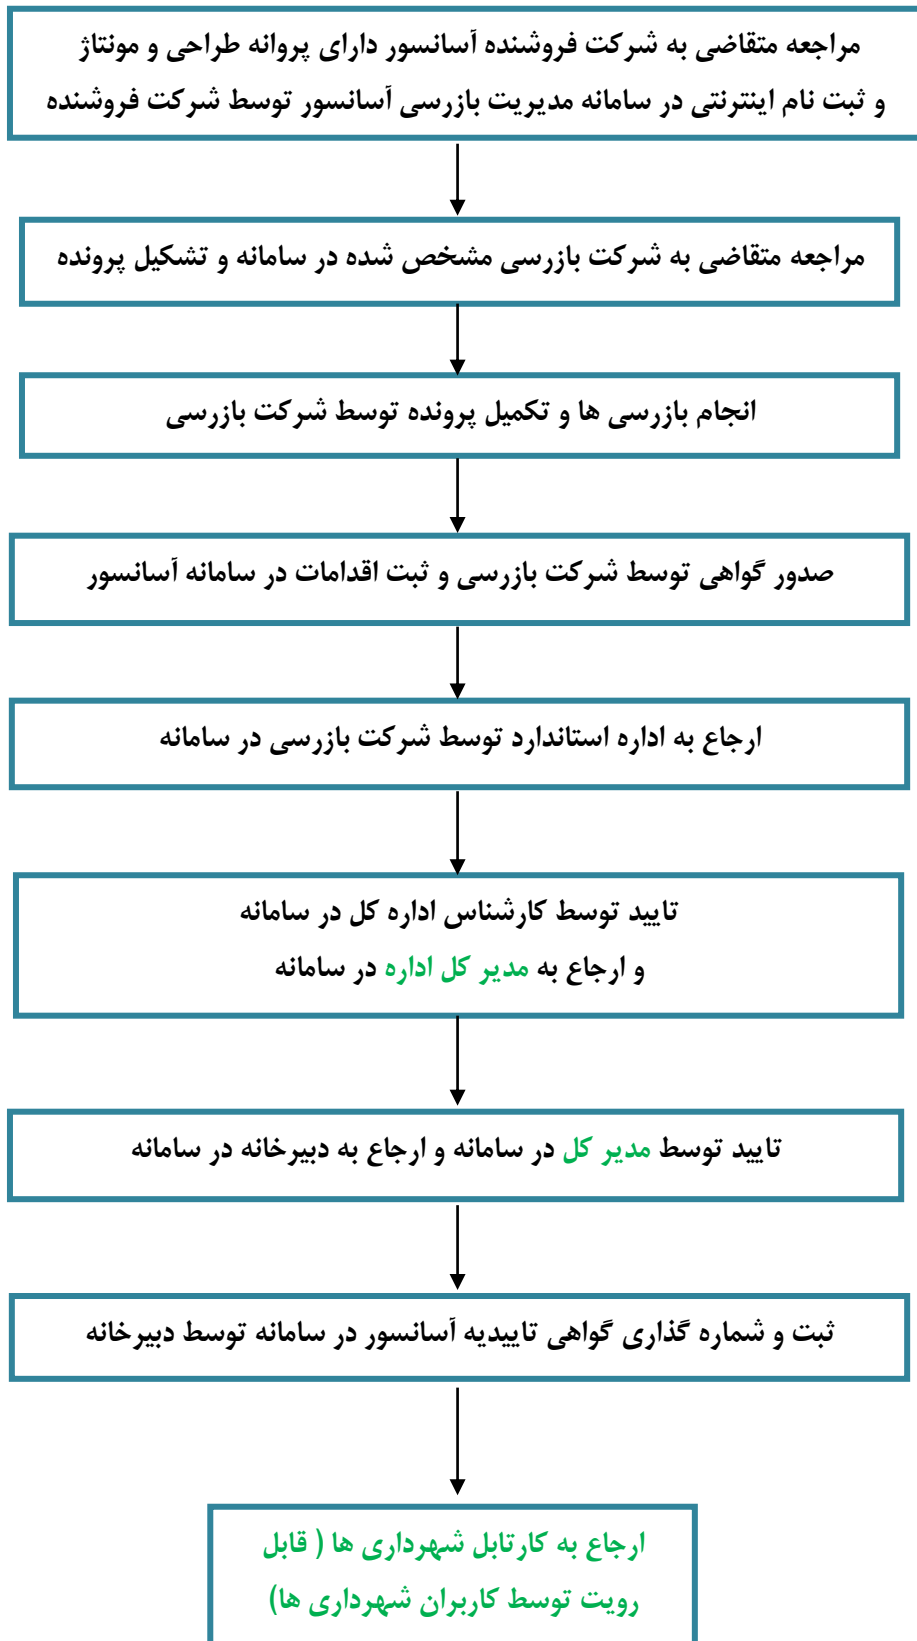 مراجعه متقاضی به شرکت فروشنده آسانسور دارای پروانه طراحی و مونتاژ
و ثبت نام اینترنتی در سامانه مدیریت بازرسی آسانسور توسط شرکت فروشنده
مراجعه متقاضی به شرکت بازرسی مشخص شده در سامانه و تشکیل پرونده
انجام بازرسی ها و تکمیل پرونده توسط شرکت بازرسی
صدور گواهی توسط شرکت بازرسی و ثبت اقدامات در سامانه آسانسور
ارجاع به اداره استاندارد توسط شرکت بازرسی در سامانه
تایید توسط کارشناس اداره کل در سامانه
و ارجاع به مدیر کل اداره در سامانه
تایید توسط مدیر کل در سامانه و ارجاع به دبیرخانه در سامانه
ثبت و شماره گذاری گواهی تاییدیه آسانسور در سامانه توسط دبیرخانه
ارجاع به کارتابل شهرداری ها ( قابل
رویت توسط کاربران شهرداری ها)